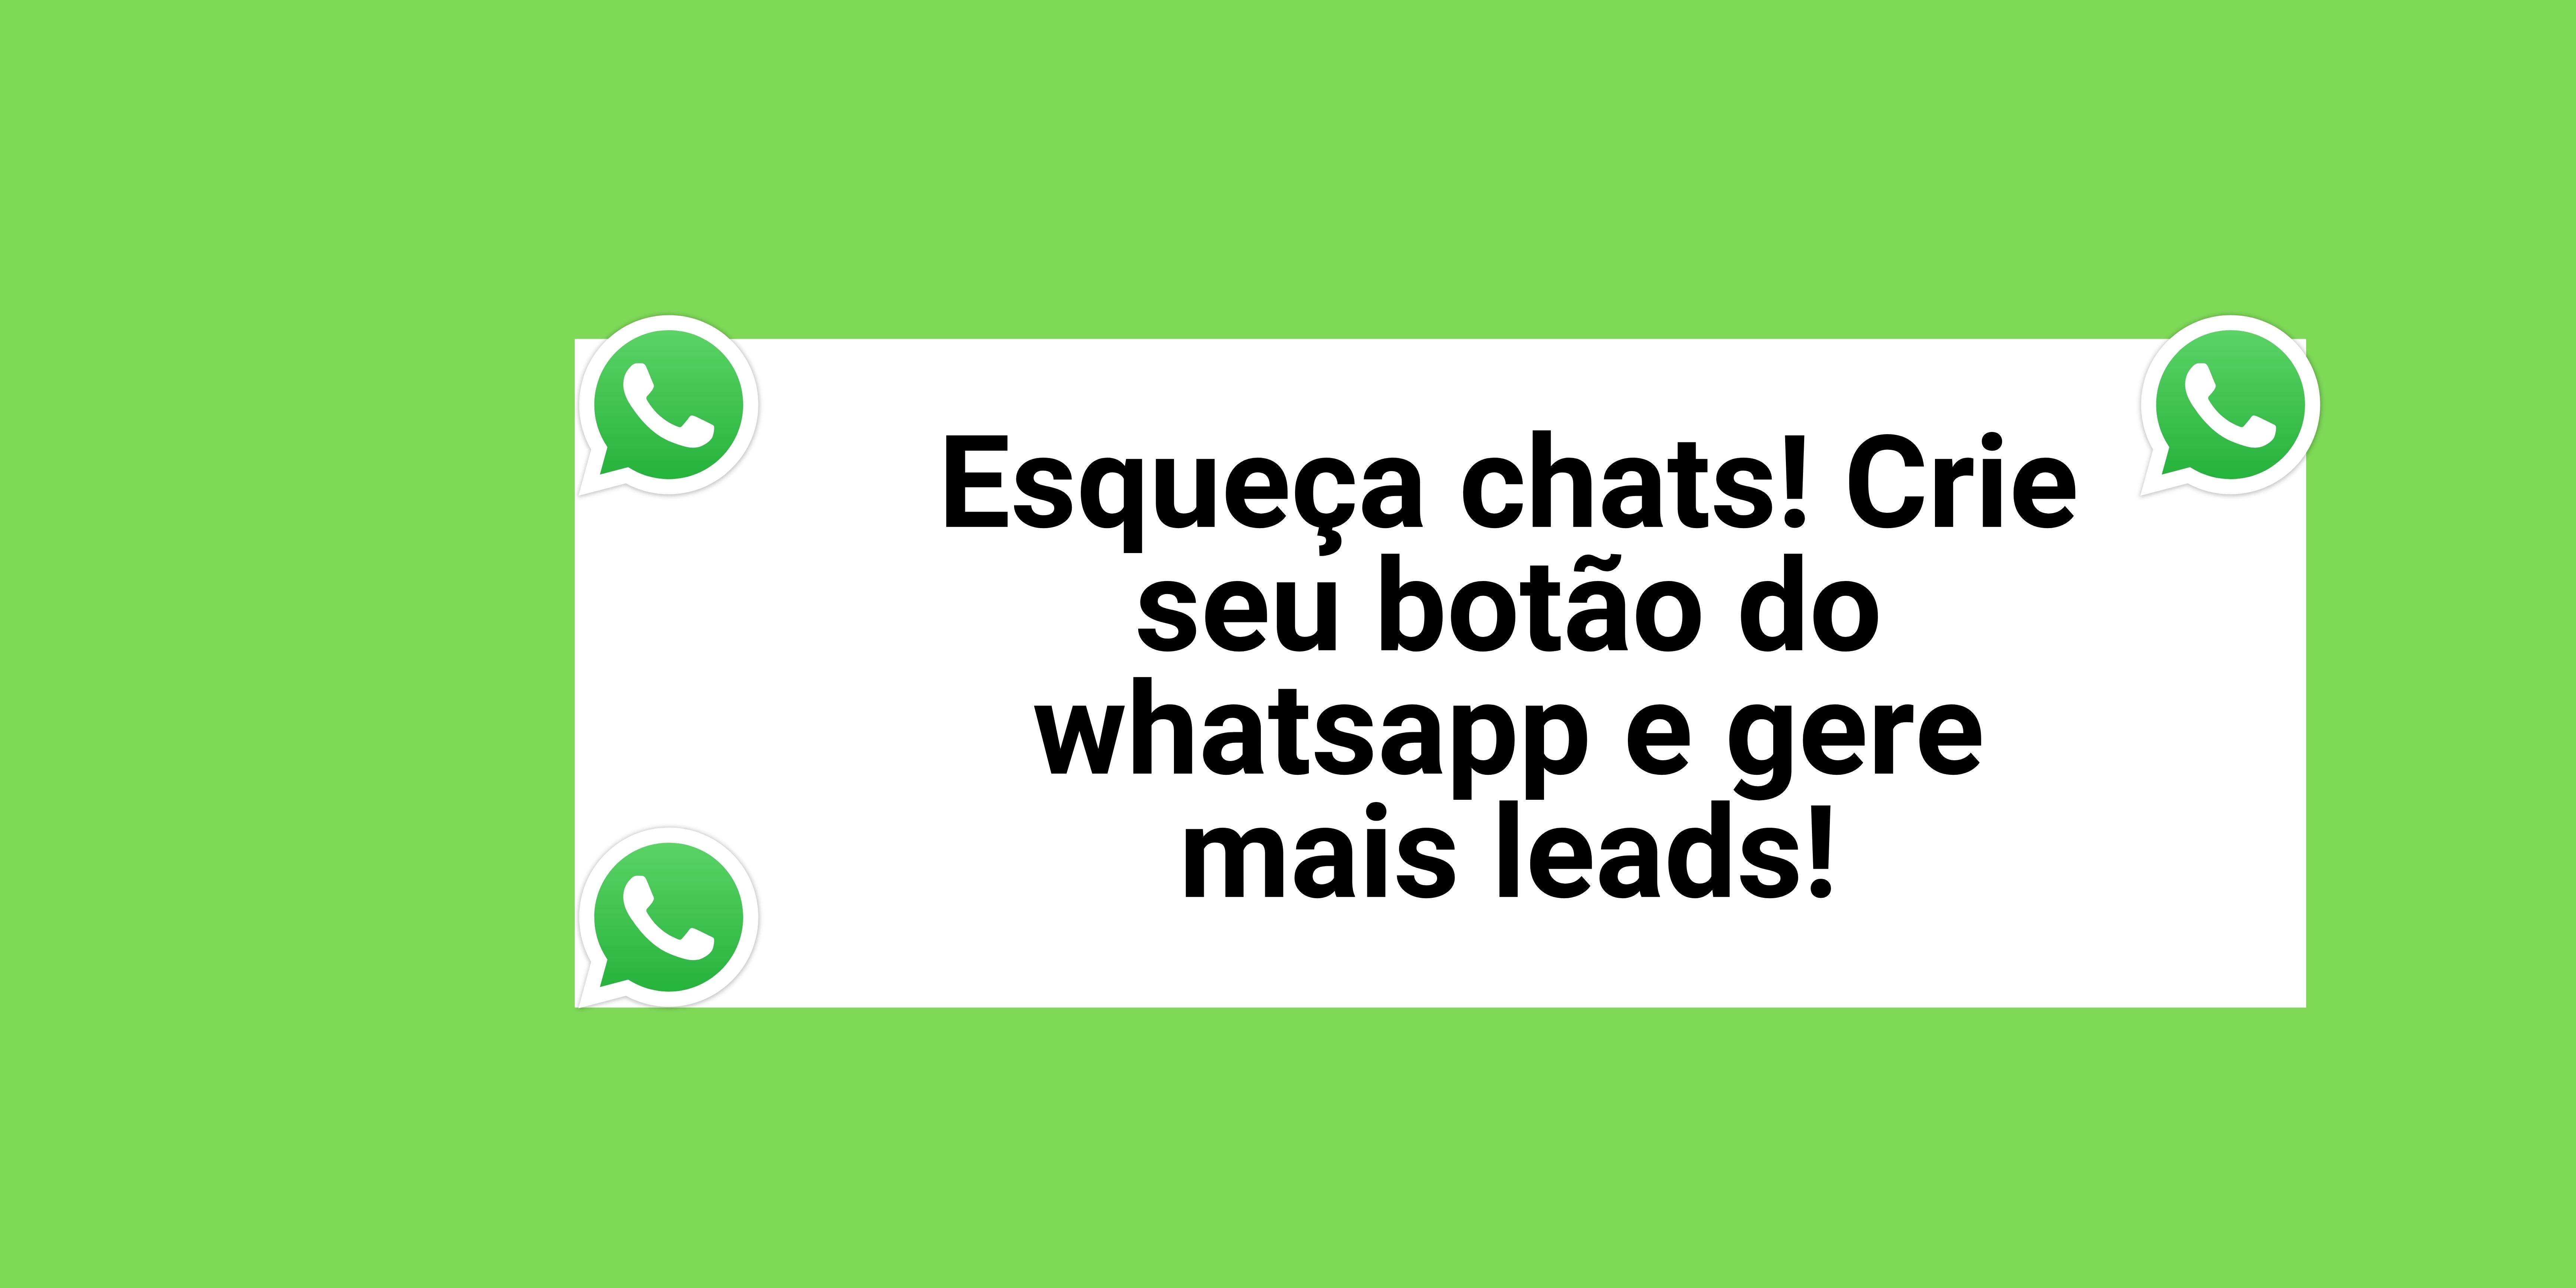 Esqueça chats! Crie
seu botão do
whatsapp e gere
mais leads!